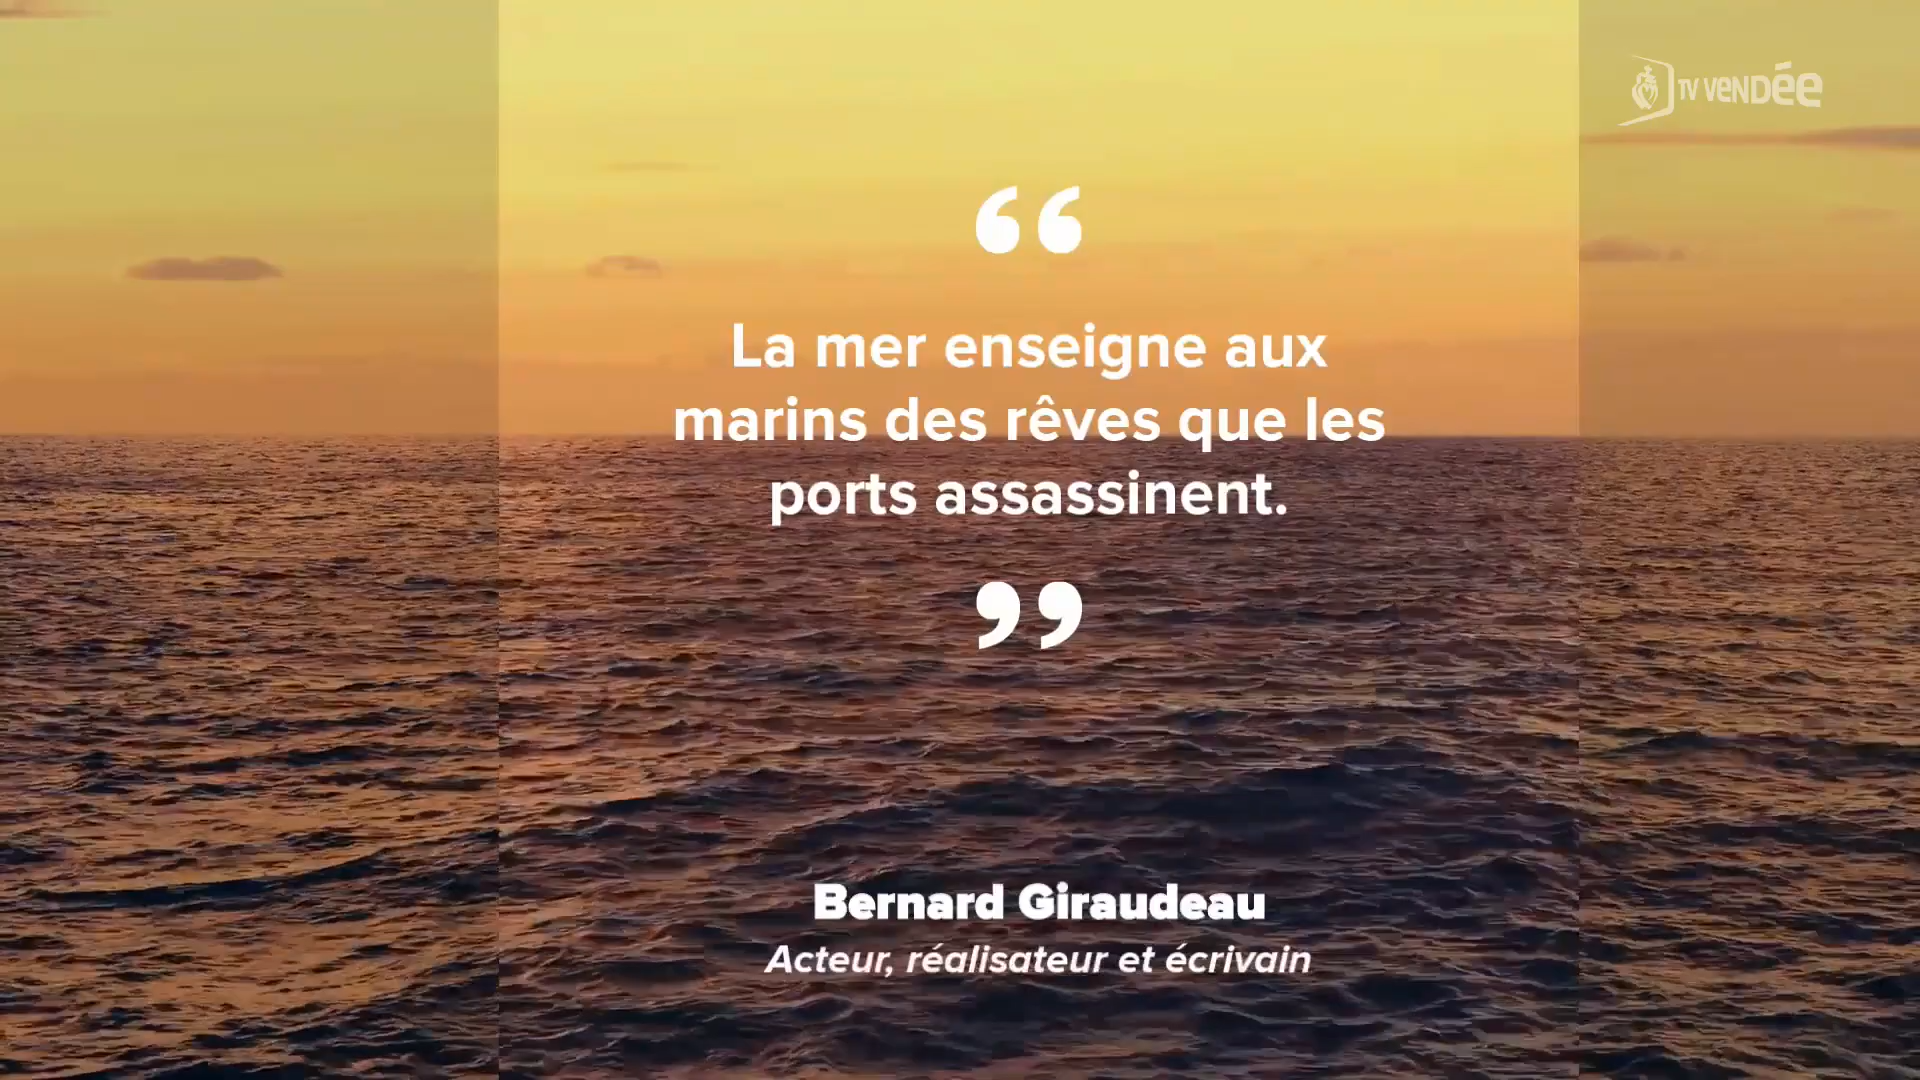 TV VENDÉE
“
La mer enseigne aux
marins des rêves que les
ports assassinent.
”
Bernard Giraudeau
Acteur, réalisateur et écrivain